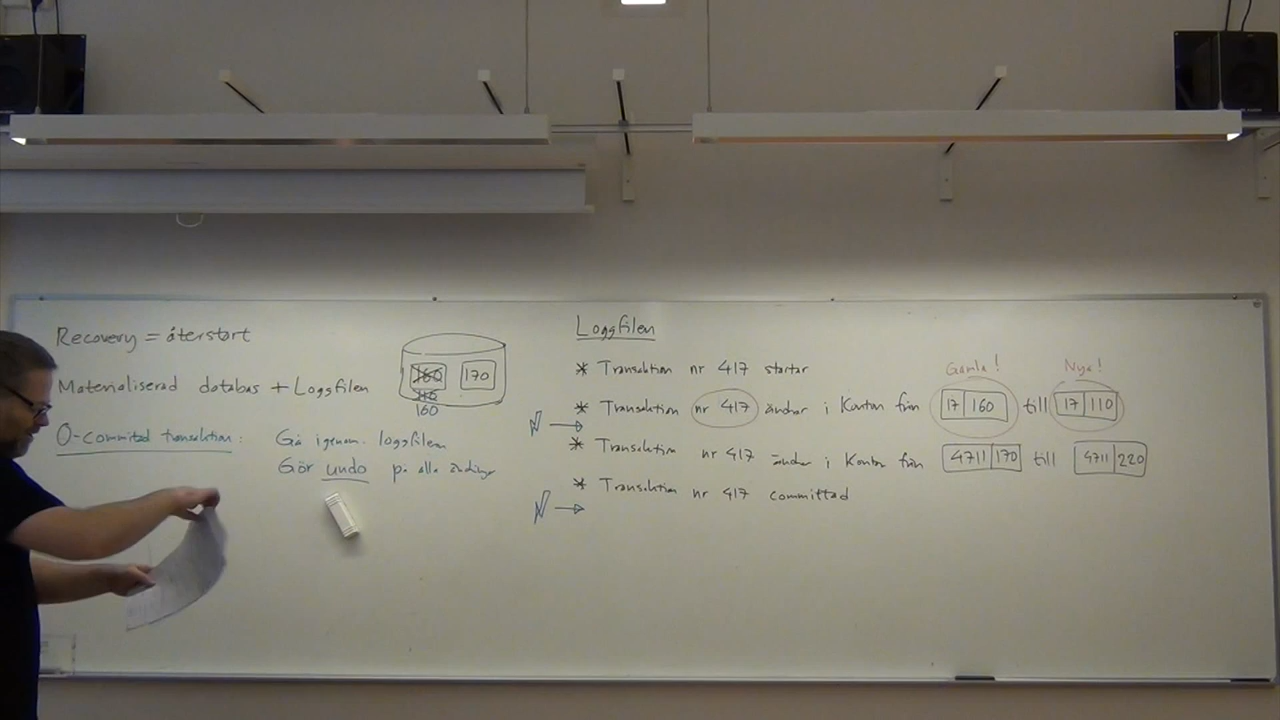 Recovery = återstart
Materialiserad databas + Loggfilen
160 170
110
160
O-committad transaktion: Gå igenom loggfilen
Gör undo på alla ändringar
Loggfilen
* Transaktion nr 417 startar
Gamla! Nya!
* Transaktion nr 417 ändrar i Konton från 17 160 till 17 110
* Transaktion nr 417 ändrar i Konton från 4711 170 till 4711 220
* Transaktion nr 417 committad